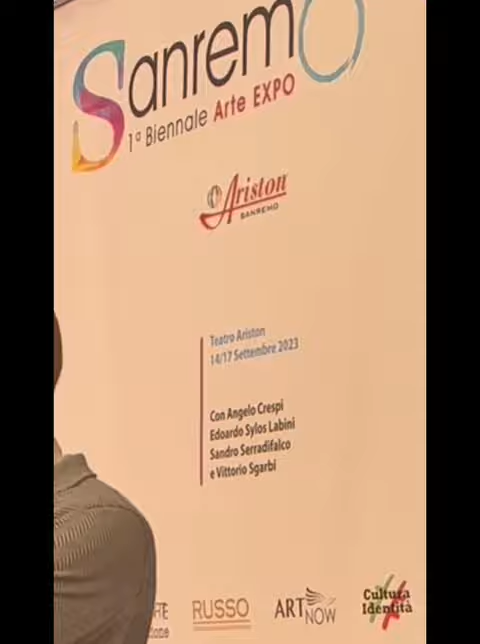 Sanremo
1ª Biennale Arte EXPO
Ariston
SANREMO
Teatro Ariston
14/17 Settembre 2023
Con Angelo Crespi
Edoardo Sylos Labini
Sandro Serradifalco
e Vittorio Sgarbi
RUSSO
ART NOW
Cultura
Identità